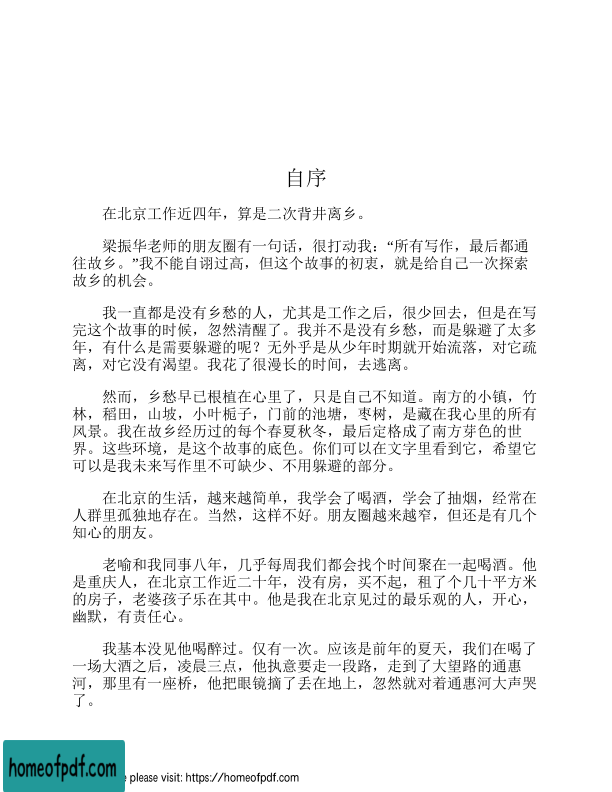 自序
在北京工作近四年，算是二次背井离乡。
梁振华老师的朋友圈有一句话，很打动我：“所有写作，最后都通
往故乡。”我不能自诩过高，但这个故事的初衷，就是给自己一次探索
故乡的机会。
我一直都是没有乡愁的人，尤其是工作之后，很少回去，但是在写
完这个故事的时候，忽然清醒了。我并不是没有乡愁，而是躲避了太多
年，有什么是需要躲避的呢？无外乎是从少年时期就开始流落，对它疏
离，对它没有渴望。我花了很漫长的时间，去逃离。
然而，乡愁早已根植在心里了，只是自己不知道。南方的小镇，竹
林，稻田，山坡，小叶栀子，门前的池塘，枣树，是藏在我心里的所有
风景。我在故乡经历过的每个春夏秋冬，最后定格成了南方芽色的世
界。这些环境，是这个故事的底色。你们可以在文字里看到它，希望它
可以是我未来写作里不可缺少、不用躲避的部分。
在北京的生活，越来越简单，我学会了喝酒，学会了抽烟，经常在
人群里孤独地存在。当然，这样不好。朋友圈越来越窄，但还是有几个
知心的朋友。
老喻和我同事八年，几乎每周我们都会找个时间聚在一起喝酒。他
是重庆人，在北京工作近二十年，没有房，买不起，租了个几十平方米
的房子，老婆孩子乐在其中。他是我在北京见过的最乐观的人，开心，
幽默，有责任心。
我基本没见他喝醉过。仅有一次。应该是前年的夏天，我们在喝了
一场大酒之后，凌晨三点，他执意要走一段路，走到了大望路的通惠
河，那里有一座桥，他把眼镜摘了丢在地上，忽然就对着通惠河大声哭
了。
homeofpdf.com
e please visit: https://homeofpdf.com